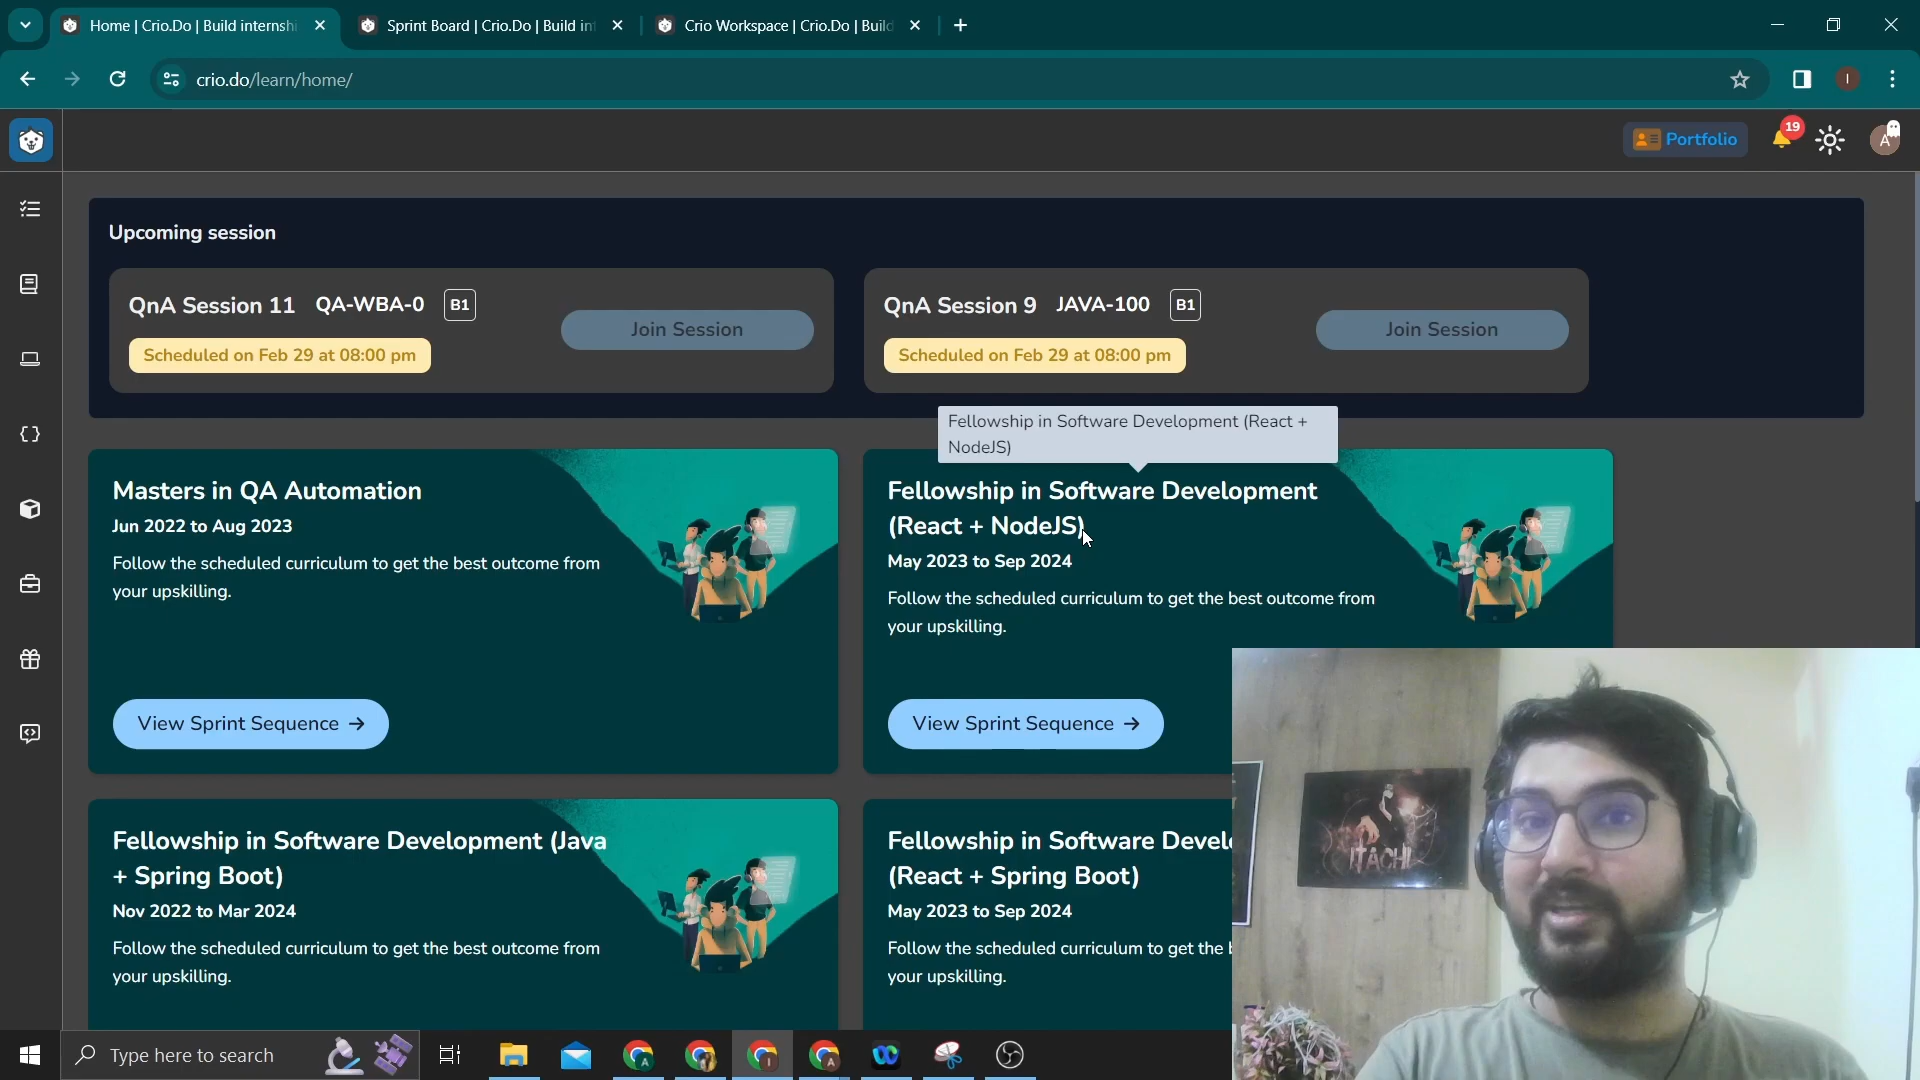 Home | Crio.Do | Build internshi
Sprint Board | Crio.Do | Build in
Crio Workspace | Crio.Do | Build
crio.do/learn/home/
I
Portfolio
19
A
Upcoming session
QnA Session 11 QA-WBA-0 B1
Join Session
Scheduled on Feb 29 at 08:00 pm
QnA Session 9 JAVA-100 B1
Join Session
Scheduled on Feb 29 at 08:00 pm
Fellowship in Software Development (React +
NodeJS)
Masters in QA Automation
Jun 2022 to Aug 2023
Follow the scheduled curriculum to get the best outcome from
your upskilling.
View Sprint Sequence →
Fellowship in Software Development
(React + NodeJS)
May 2023 to Sep 2024
Follow the scheduled curriculum to get the best outcome from
your upskilling.
View Sprint Sequence →
Fellowship in Software Development (Java
+ Spring Boot)
Nov 2022 to Mar 2024
Follow the scheduled curriculum to get the best outcome from
your upskilling.
Fellowship in Software Devel
(React + Spring Boot)
May 2023 to Sep 2024
Follow the scheduled curriculum to get the b
your upskilling.
ITACHI
Type here to search